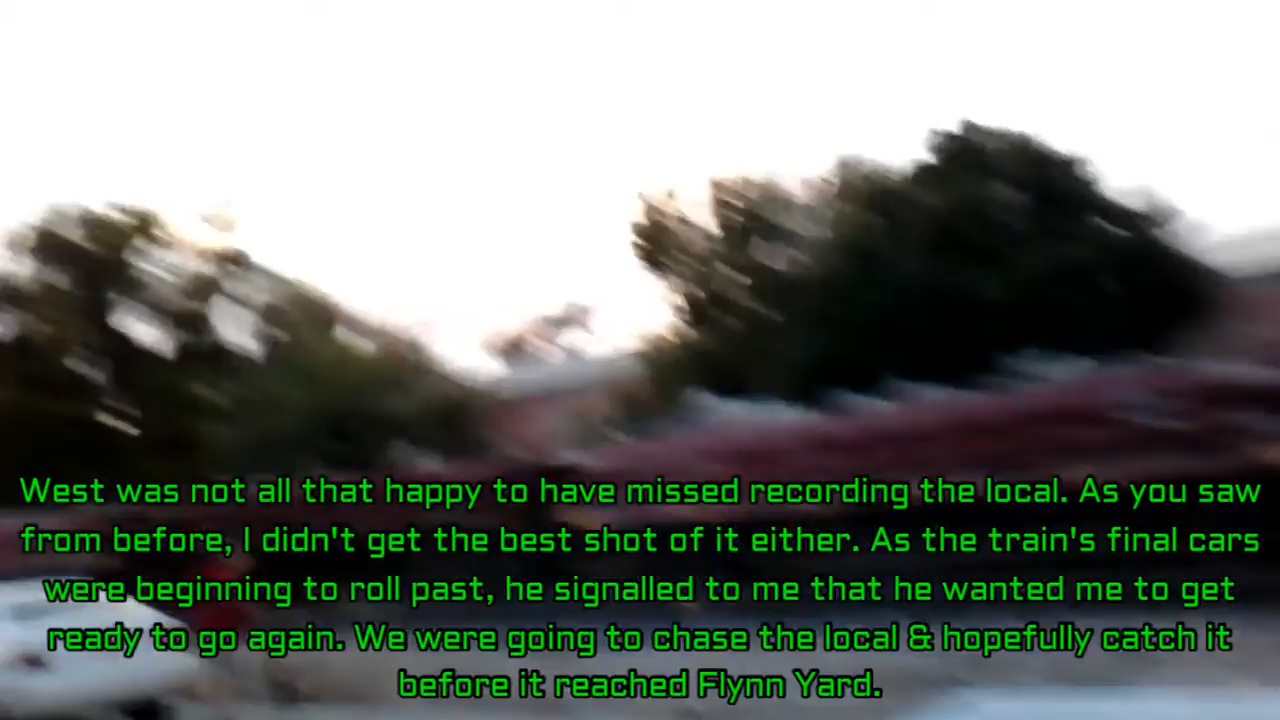 West was not all that happy to have missed recording the local. As you saw
from before, I didn't get the best shot of it either. As the train's final cars
were beginning to roll past, he signalled to me that he wanted me to get
ready to go again. We were going to chase the local & hopefully catch it
before it reached Flynn Yard.